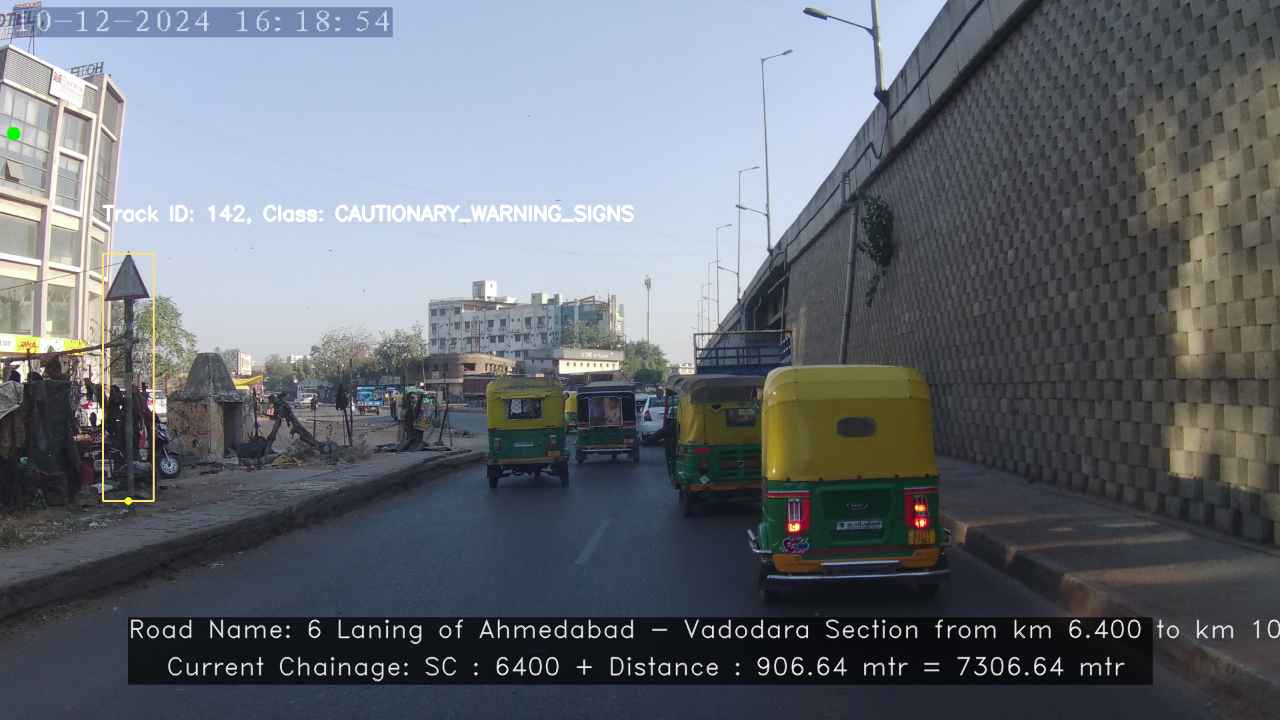 10-12-2024 16:18:54
Track ID: 142, Class: CAUTIONARY_WARNING_SIGNS
Road Name: 6 Laning of Ahmedabad - Vadodara Section from km 6.400 to km 10
Current Chainage: SC : 6400 + Distance : 906.64 mtr = 7306.64 mtr